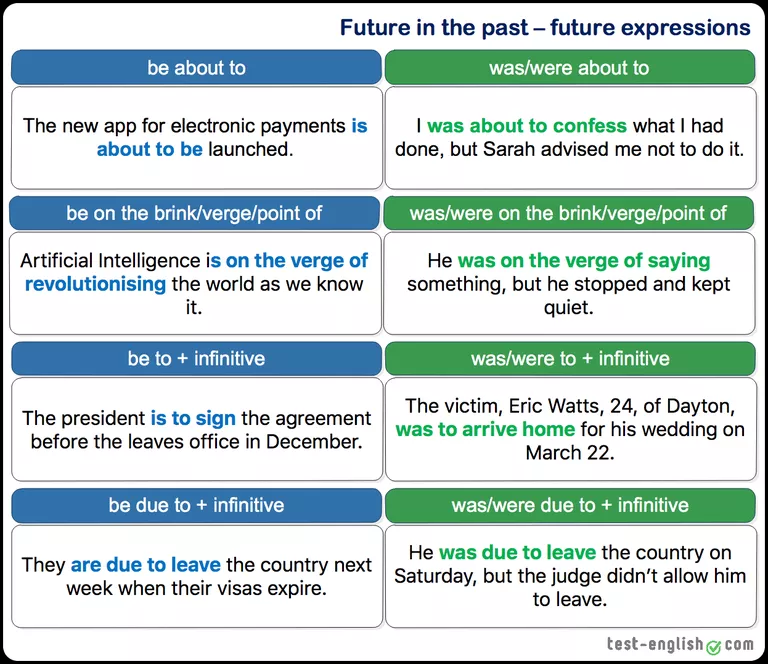 Future in the past – future expressions
be about to
was/were about to
The new app for electronic payments is
about to be launched.
I was about to confess what I had
done, but Sarah advised me not to do it.
be on the brink/verge/point of
was/were on the brink/verge/point of
Artificial Intelligence is on the verge of
revolutionising the world as we know
it.
He was on the verge of saying
something, but he stopped and kept
quiet.
be to + infinitive
was/were to + infinitive
The president is to sign the agreement
before the leaves office in December.
The victim, Eric Watts, 24, of Dayton,
was to arrive home for his wedding on
March 22.
be due to + infinitive
was/were due to + infinitive
They are due to leave the country next
week when their visas expire.
He was due to leave the country on
Saturday, but the judge didn’t allow him
to leave.
test-english com